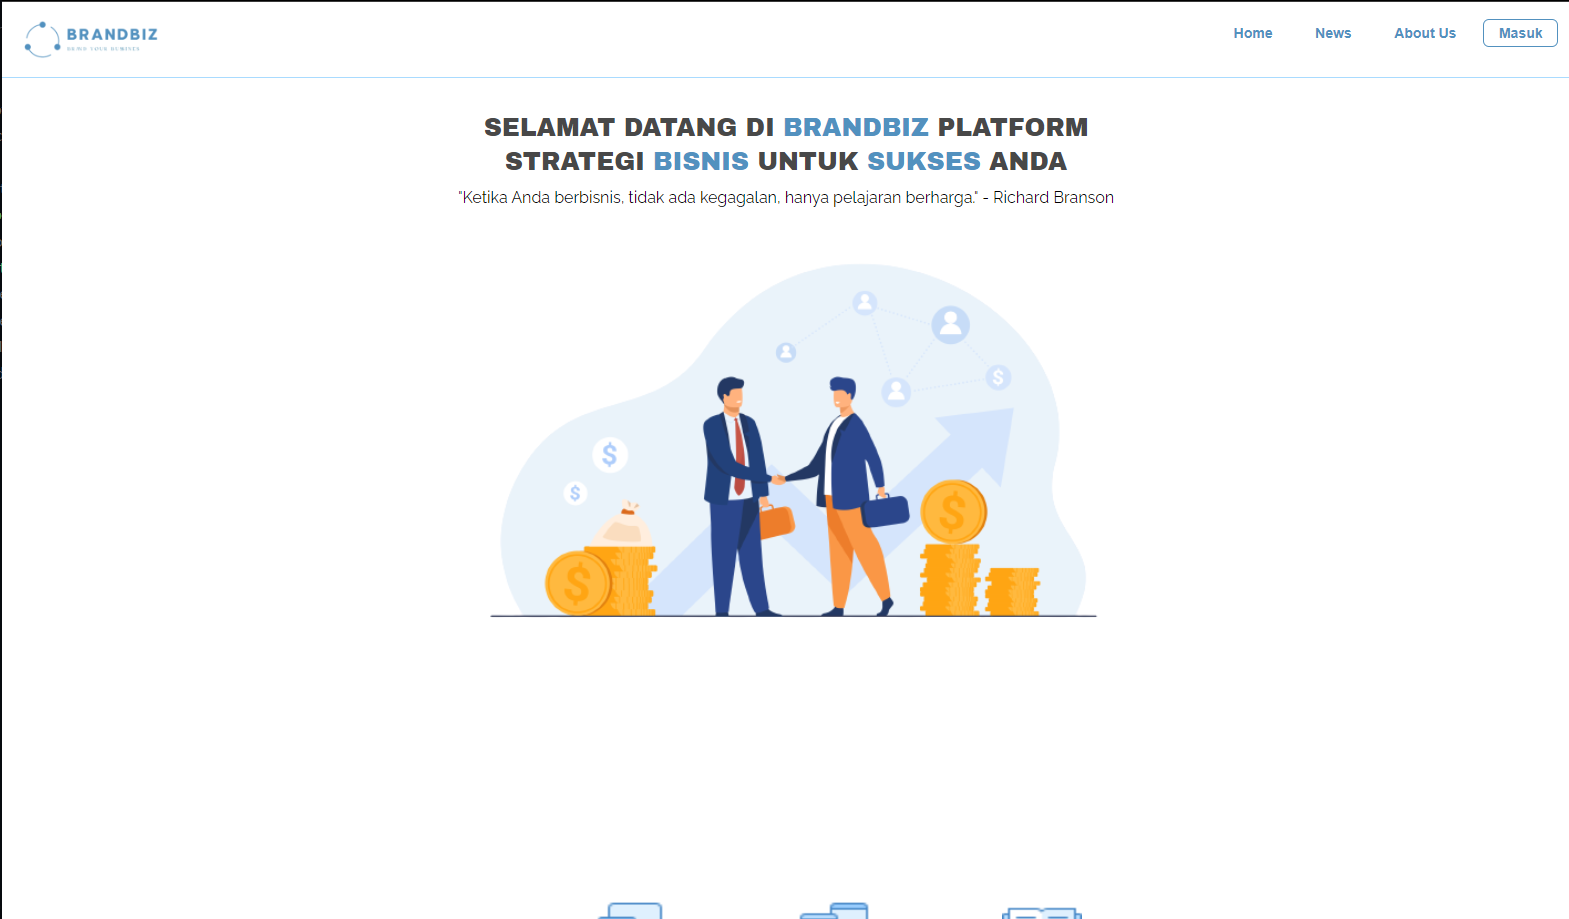 BRANDBIZ
Home
News
About Us
Masuk
SELAMAT DATANG DI BRANDBIZ PLATFORM
STRATEGI BISNIS UNTUK SUKSES ANDA
"Ketika Anda berbisnis, tidak ada kegagalan, hanya pelajaran berharga." - Richard Branson
$
$
$
$
$